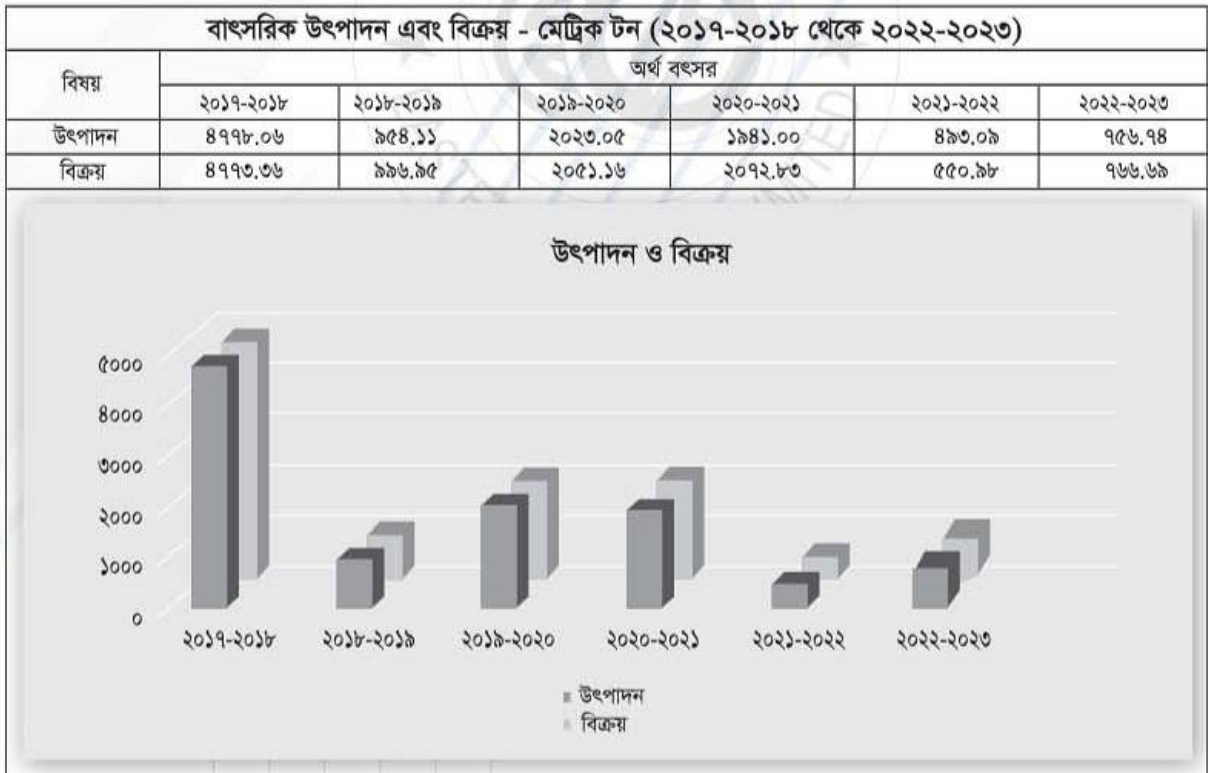 বাৎসরিক উৎপাদন এবং বিক্রয় - মেট্রিক টন (২০১৭-২০১৮ থেকে ২০২২-২০২৩)
বিষয় অর্থ বৎসর
২০১৭-২০১৮ ২০১৮-২০১৯ ২০১৯-২০২০ ২০২০-২০২১ ২০২১-২০২২ ২০২২-২০২৩
উৎপাদন ৪৭৭৮.০৬ ৯৫৪.১১ ২০২৩.০৫ ১৯৪১.০০ ৪৯৩.০৯ ৭৫৬.৭৪
বিক্রয় ৪৭৭৩.৩৬ ৯৯৬.৯৫ ২০৫১.১৬ ২০৭২.৮৩ ৫৫০.৯৮ ৭৬৬.৬৯
উৎপাদন ও বিক্রয়
৫০০০
৪০০০
৩০০০
২০০০
১০০০
০
২০১৭-২০১৮ ২০১৮-২০১৯ ২০১৯-২০২০ ২০২০-২০২১ ২০২১-২০২২ ২০২২-২০২৩
উৎপাদন
বিক্রয়